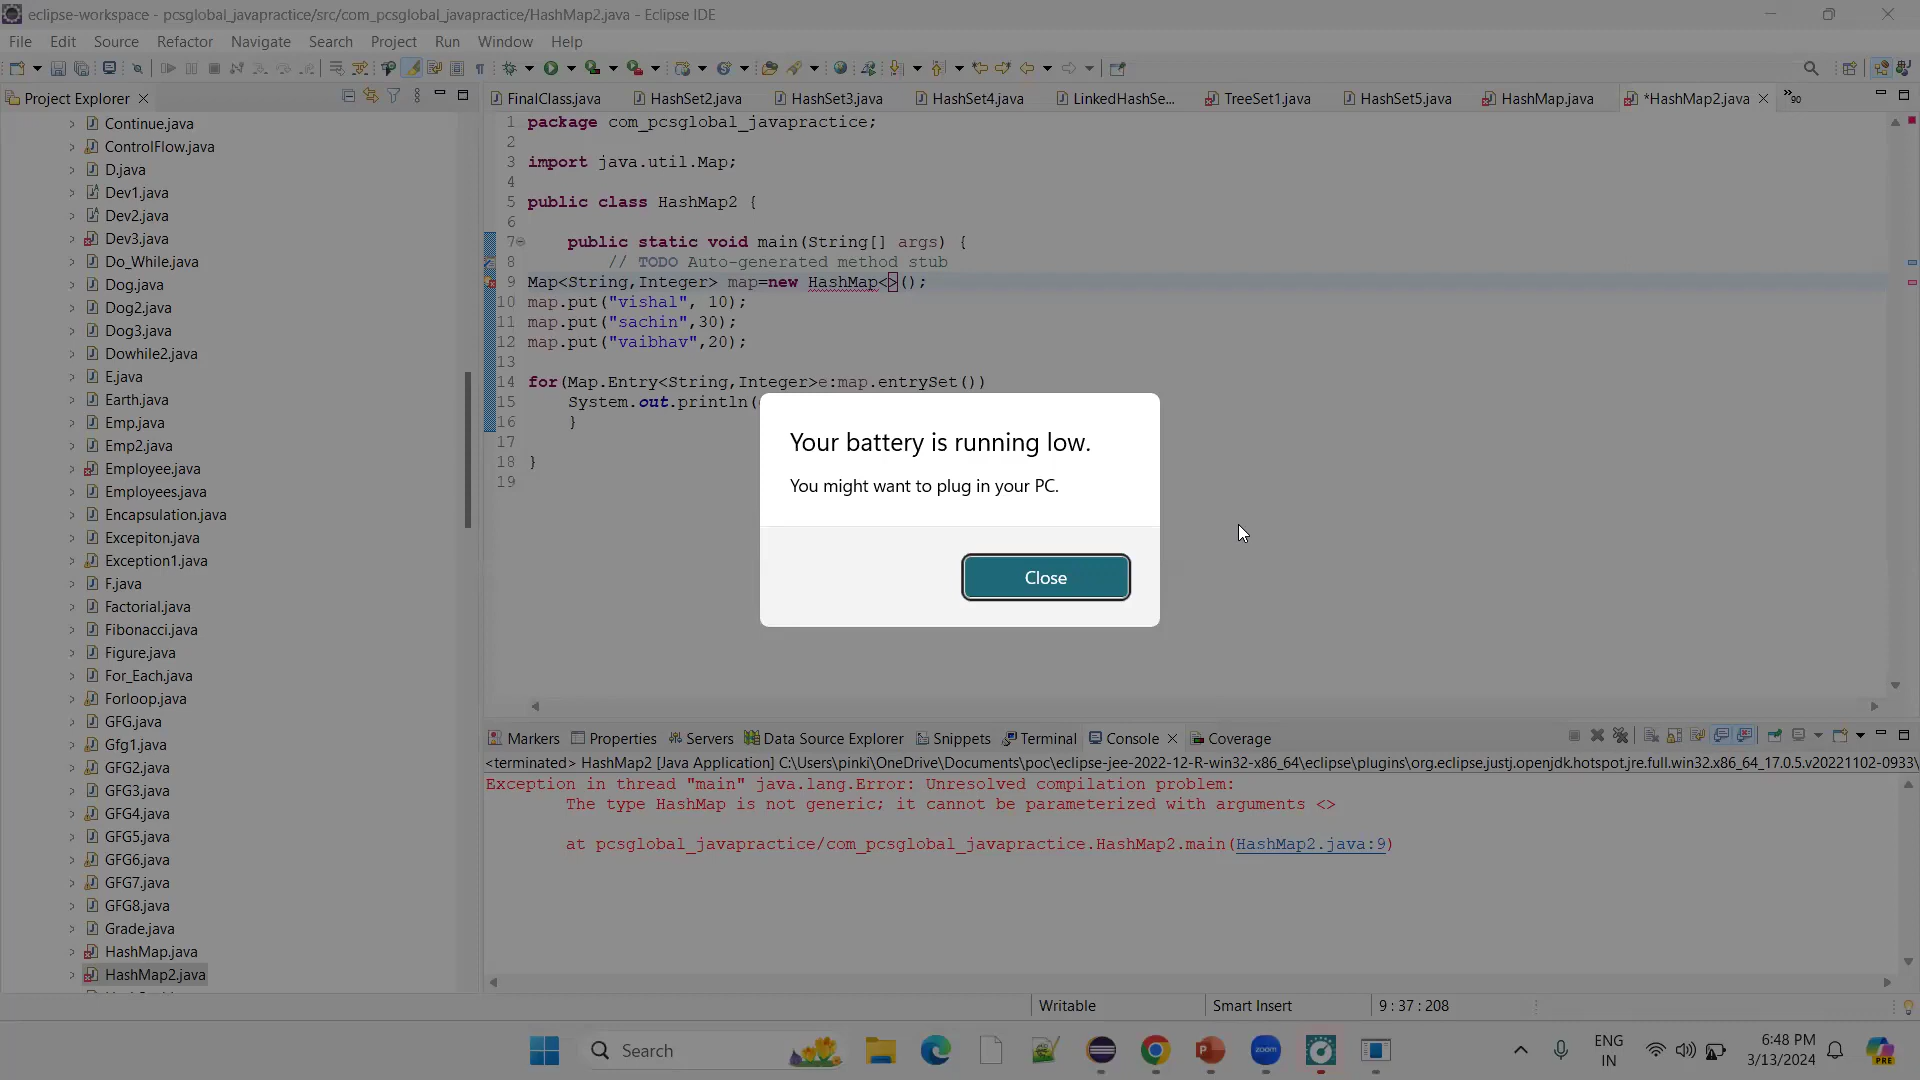 eclipse-workspace - pcsglobal_javapractice/src/com_pcsglobal_javapractice/HashMap2.java - Eclipse IDE
File Edit Source Refactor Navigate Search Project Run Window Help
Project Explorer
FinalClass.java HashSet2.java HashSet3.java HashSet4.java LinkedHashSe... TreeSet1.java HashSet5.java HashMap.java *HashMap2.java »90
Continue.java
ControlFlow.java
D.java
Dev1.java
Dev2.java
Dev3.java
Do_While.java
Dog.java
Dog2.java
Dog3.java
Dowhile2.java
E.java
Earth.java
Emp.java
Emp2.java
Employee.java
Employees.java
Encapsulation.java
Excepiton.java
Exception1.java
F.java
Factorial.java
Fibonacci.java
Figure.java
For_Each.java
Forloop.java
GFG.java
Gfg1.java
GFG2.java
GFG3.java
GFG4.java
GFG5.java
GFG6.java
GFG7.java
GFG8.java
Grade.java
HashMap.java
HashMap2.java
1 package com_pcsglobal_javapractice;
2
3 import java.util.Map;
4
5 public class HashMap2 {
6
7 public static void main(String[] args) {
8 // TODO Auto-generated method stub
9 Map<String,Integer> map=new HashMap<>();
10 map.put("vishal", 10);
11 map.put("sachin",30);
12 map.put("vaibhav",20);
13
14 for(Map.Entry<String,Integer>e:map.entrySet())
15 System.out.println(
16 }
17
18 }
19
Your battery is running low.
You might want to plug in your PC.
Close
Markers Properties Servers Data Source Explorer Snippets Terminal Console Coverage
<terminated> HashMap2 [Java Application] C:\Users\pinki\OneDrive\Documents\poc\eclipse-jee-2022-12-R-win32-x86_64\eclipse\plugins\org.eclipse.justj.openjdk.hotspot.jre.full.win32.x86_64_17.0.5.v20221102-0933\
Exception in thread "main" java.lang.Error: Unresolved compilation problem:
The type HashMap is not generic; it cannot be parameterized with arguments <>
at pcsglobal_javapractice/com_pcsglobal_javapractice.HashMap2.main(HashMap2.java:9)
Writable Smart Insert 9 : 37 : 208
Search
zoom
ENG
IN
6:48 PM
3/13/2024
PRE